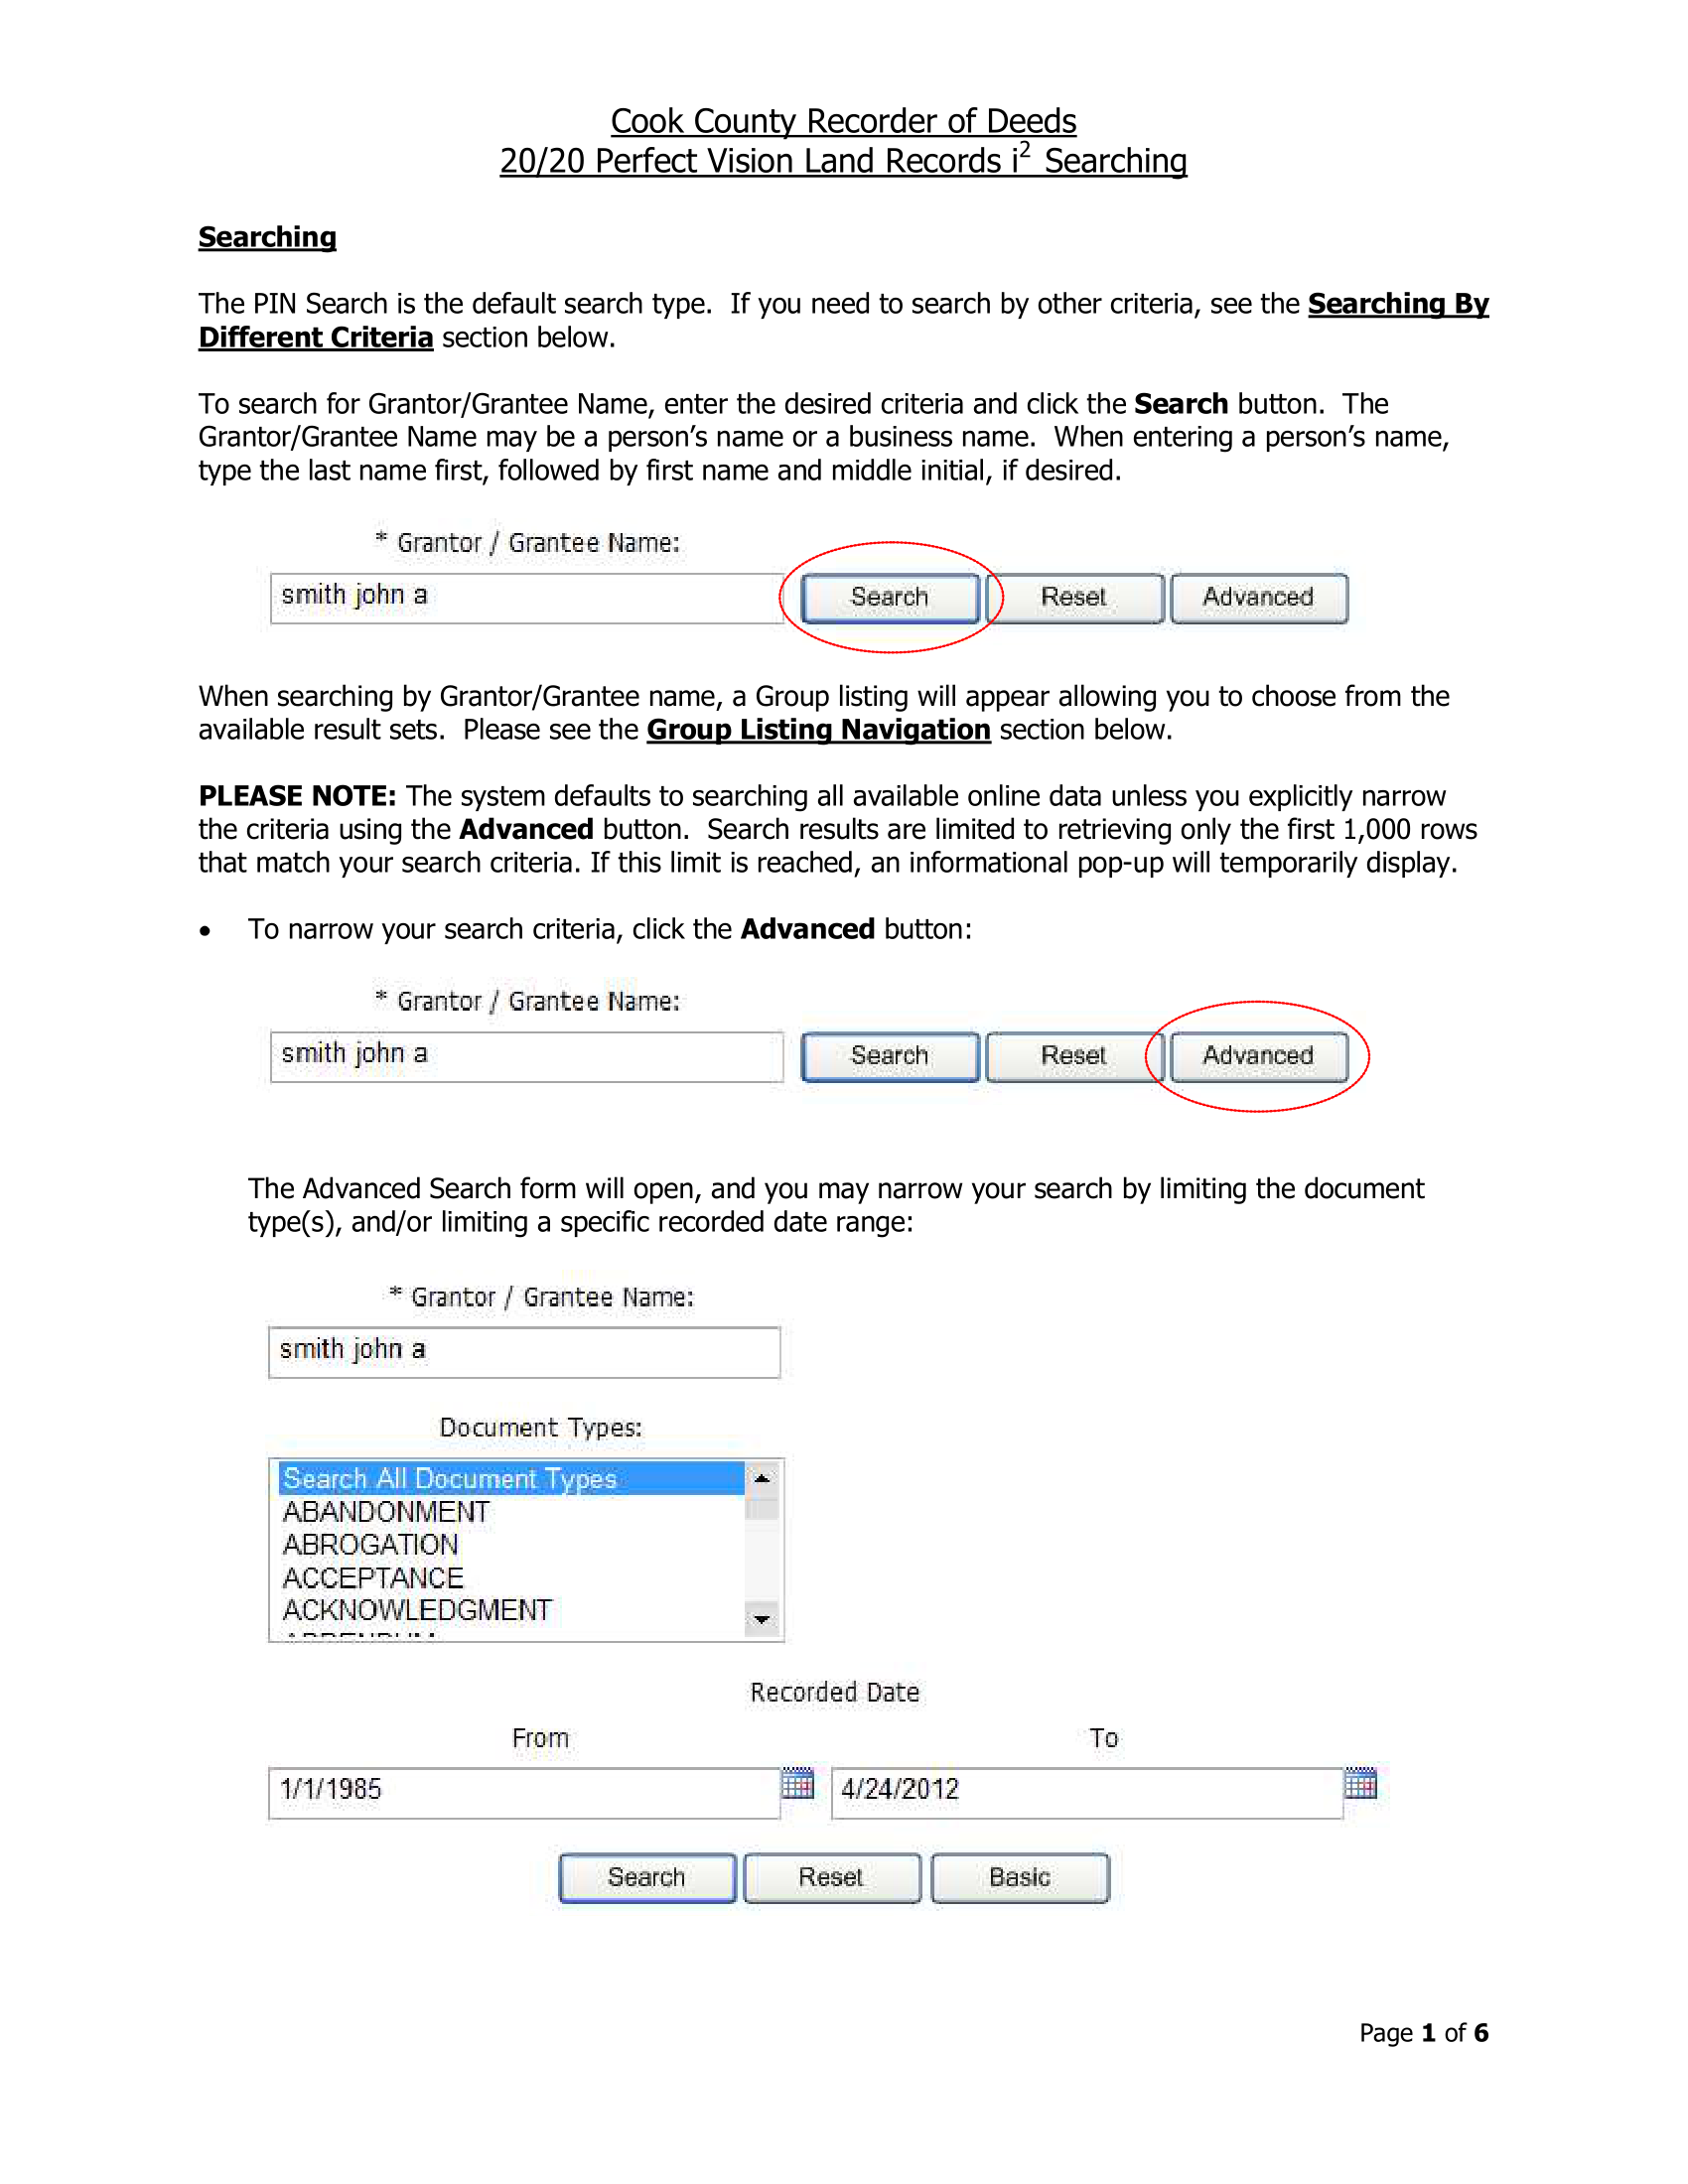 Cook County Recorder of Deeds
20/20 Perfect Vision Land Records i² Searching
Searching
The PIN Search is the default search type.  If you need to search by other criteria, see the Searching By
Different Criteria section below.
To search for Grantor/Grantee Name, enter the desired criteria and click the Search button.  The
Grantor/Grantee Name may be a person’s name or a business name.  When entering a person’s name,
type the last name first, followed by first name and middle initial, if desired.
* Grantor / Grantee Name:
smith john a Search Reset Advanced
When searching by Grantor/Grantee name, a Group listing will appear allowing you to choose from the
available result sets.  Please see the Group Listing Navigation section below.
PLEASE NOTE: The system defaults to searching all available online data unless you explicitly narrow
the criteria using the Advanced button.  Search results are limited to retrieving only the first 1,000 rows
that match your search criteria. If this limit is reached, an informational pop-up will temporarily display.
• To narrow your search criteria, click the Advanced button:
* Grantor / Grantee Name:
smith john a Search Reset Advanced
The Advanced Search form will open, and you may narrow your search by limiting the document
type(s), and/or limiting a specific recorded date range:
* Grantor / Grantee Name:
smith john a
Document Types:
Search All Document Types
ABANDONMENT
ABROGATION
ACCEPTANCE
ACKNOWLEDGMENT
Recorded Date
From To
1/1/1985 4/24/2012
Search Reset Basic
Page 1 of 6